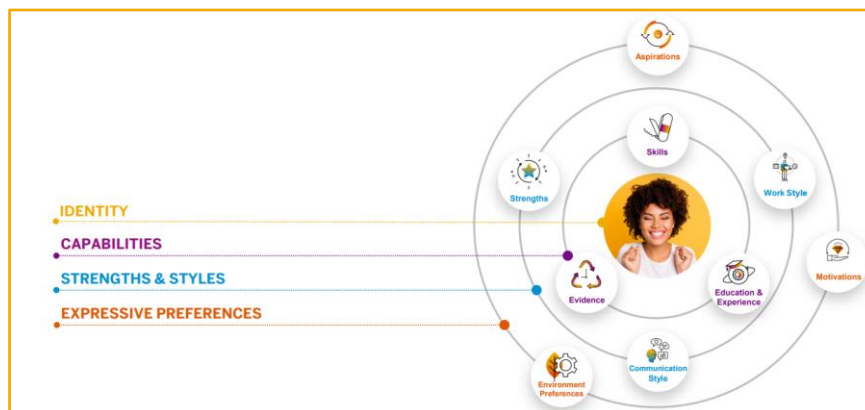 IDENTITY
CAPABILITIES
STRENGTHS & STYLES
EXPRESSIVE PREFERENCES
Aspirations
Skills
Strengths
Work Style
Evidence
Education &
Experience
Motivations
Communication
Style
Environment
Preferences